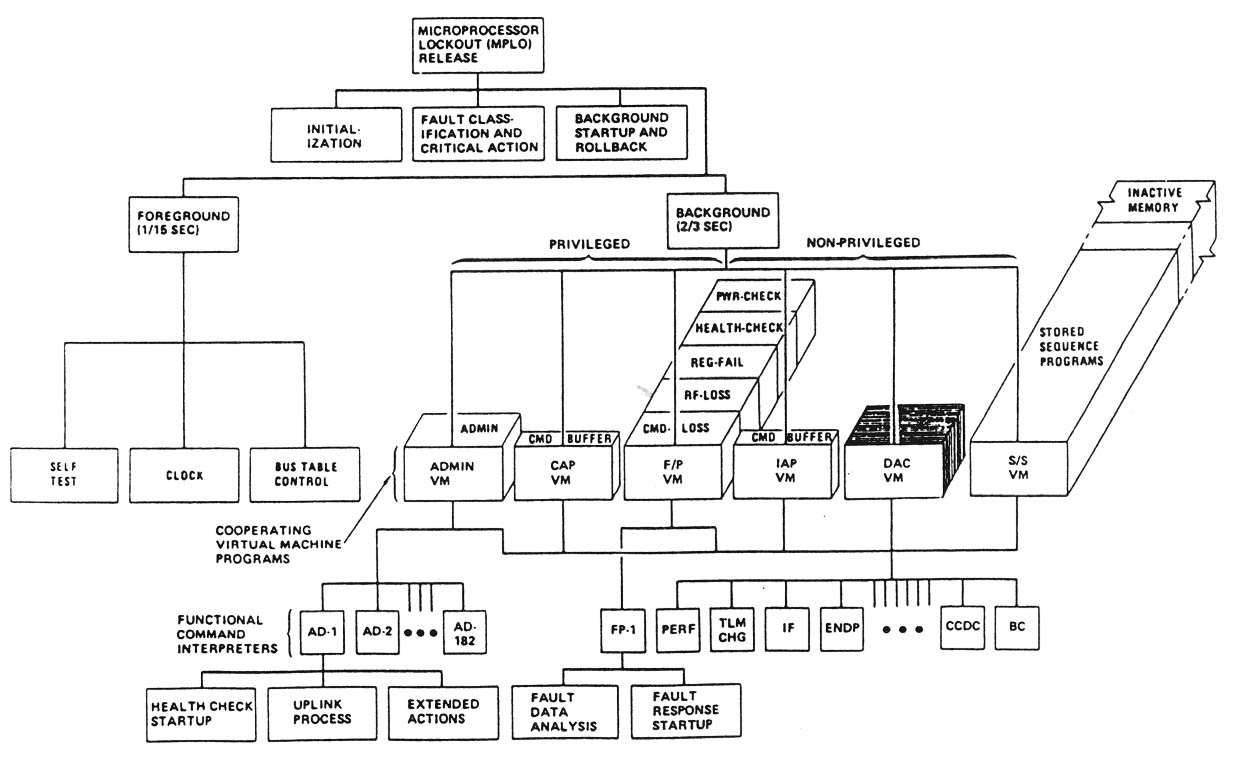 MICROPROCESSOR
LOCKOUT (MPLO)
RELEASE
INITIAL-
IZATION
FAULT CLASS-
IFICATION AND
CRITICAL ACTION
BACKGROUND
STARTUP AND
ROLLBACK
FOREGROUND
(1/15 SEC)
BACKGROUND
(2/3 SEC)
INACTIVE
MEMORY
PRIVILEGED
NON-PRIVILEGED
PWR-CHECK
HEALTH-CHECK
REG-FAIL
RF-LOSS
CMD- LOSS
STORED
SEQUENCE
PROGRAMS
ADMIN
CMD BUFFER
CMD BUFFER
SELF
TEST
CLOCK
BUS TABLE
CONTROL
ADMIN
VM
CAP
VM
F/P
VM
IAP
VM
DAC
VM
S/S
VM
COOPERATING
VIRTUAL MACHINE
PROGRAMS
FUNCTIONAL
COMMAND
INTERPRETERS
AD-1
AD-2
AD-
182
FP-1
PERF
TLM
CHG
IF
ENDP
CCDC
BC
HEALTH CHECK
STARTUP
UPLINK
PROCESS
EXTENDED
ACTIONS
FAULT
DATA
ANALYSIS
FAULT
RESPONSE
STARTUP